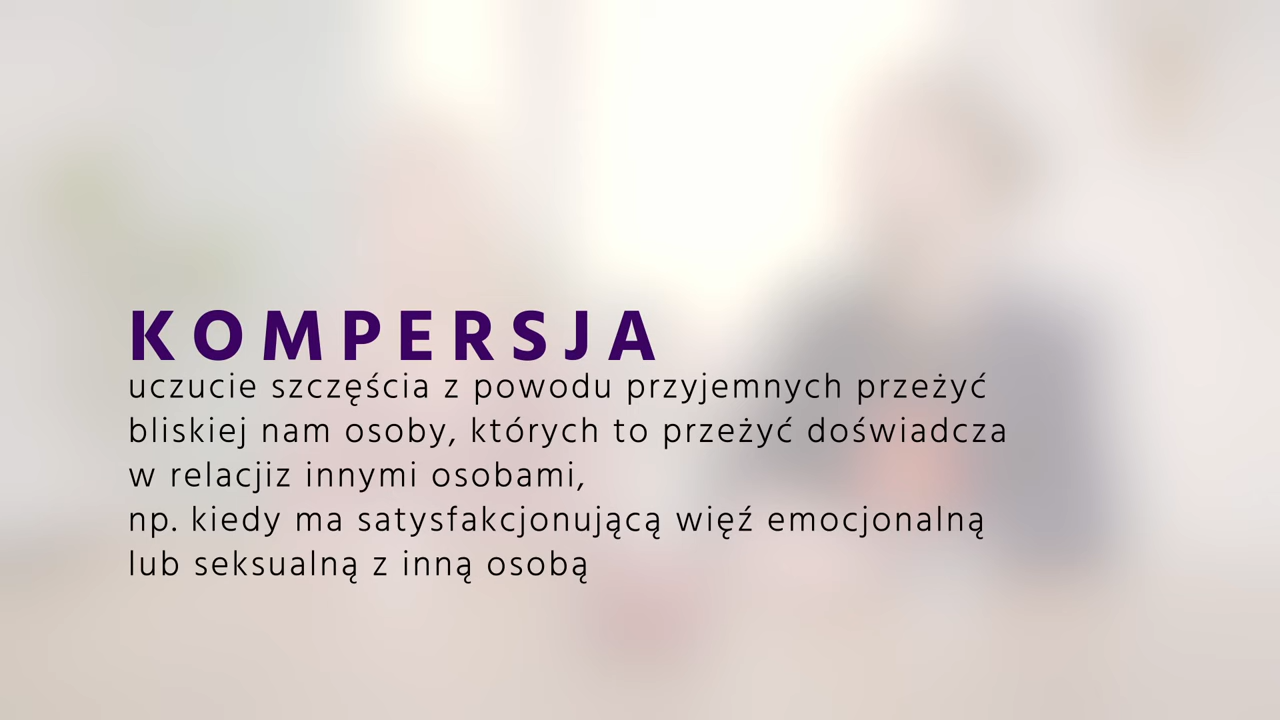 KOMPERSJA
uczucie szczęścia z powodu przyjemnych przeżyć
bliskiej nam osoby, których to przeżyć doświadcza
w relacjiz innymi osobami,
np. kiedy ma satysfakcjonującą więź emocjonalną
lub seksualną z inną osobą